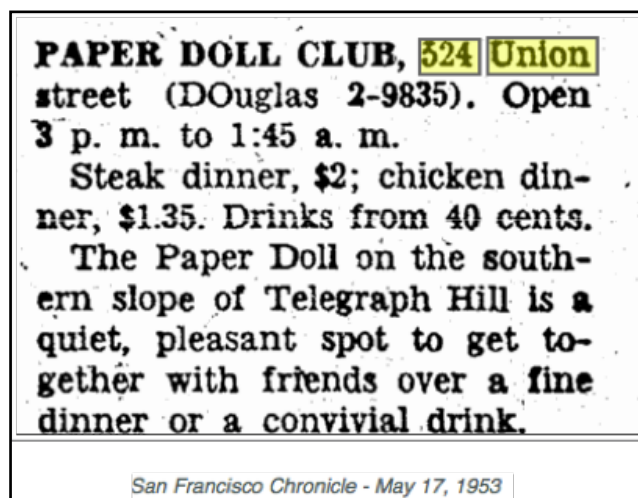 PAPER DOLL CLUB, 524 Union
street (DOuglas 2-9835). Open
3 p. m. to 1:45 a. m.
Steak dinner, $2; chicken din-
ner, $1.35. Drinks from 40 cents.
The Paper Doll on the south-
ern slope of Telegraph Hill is a
quiet, pleasant spot to get to-
gether with friends over a fine
dinner or a convivial drink.
San Francisco Chronicle - May 17, 1953